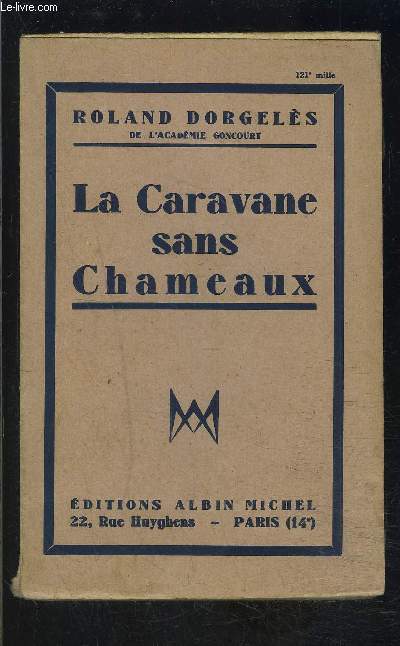 Le-livre.com
121e mille
ROLAND DORGELÈS
DE L'ACADÉMIE GONCOURT
La Caravane
sans
Chameaux
ÉDITIONS ALBIN MICHEL
22, Rue Huyghens – PARIS (14e)